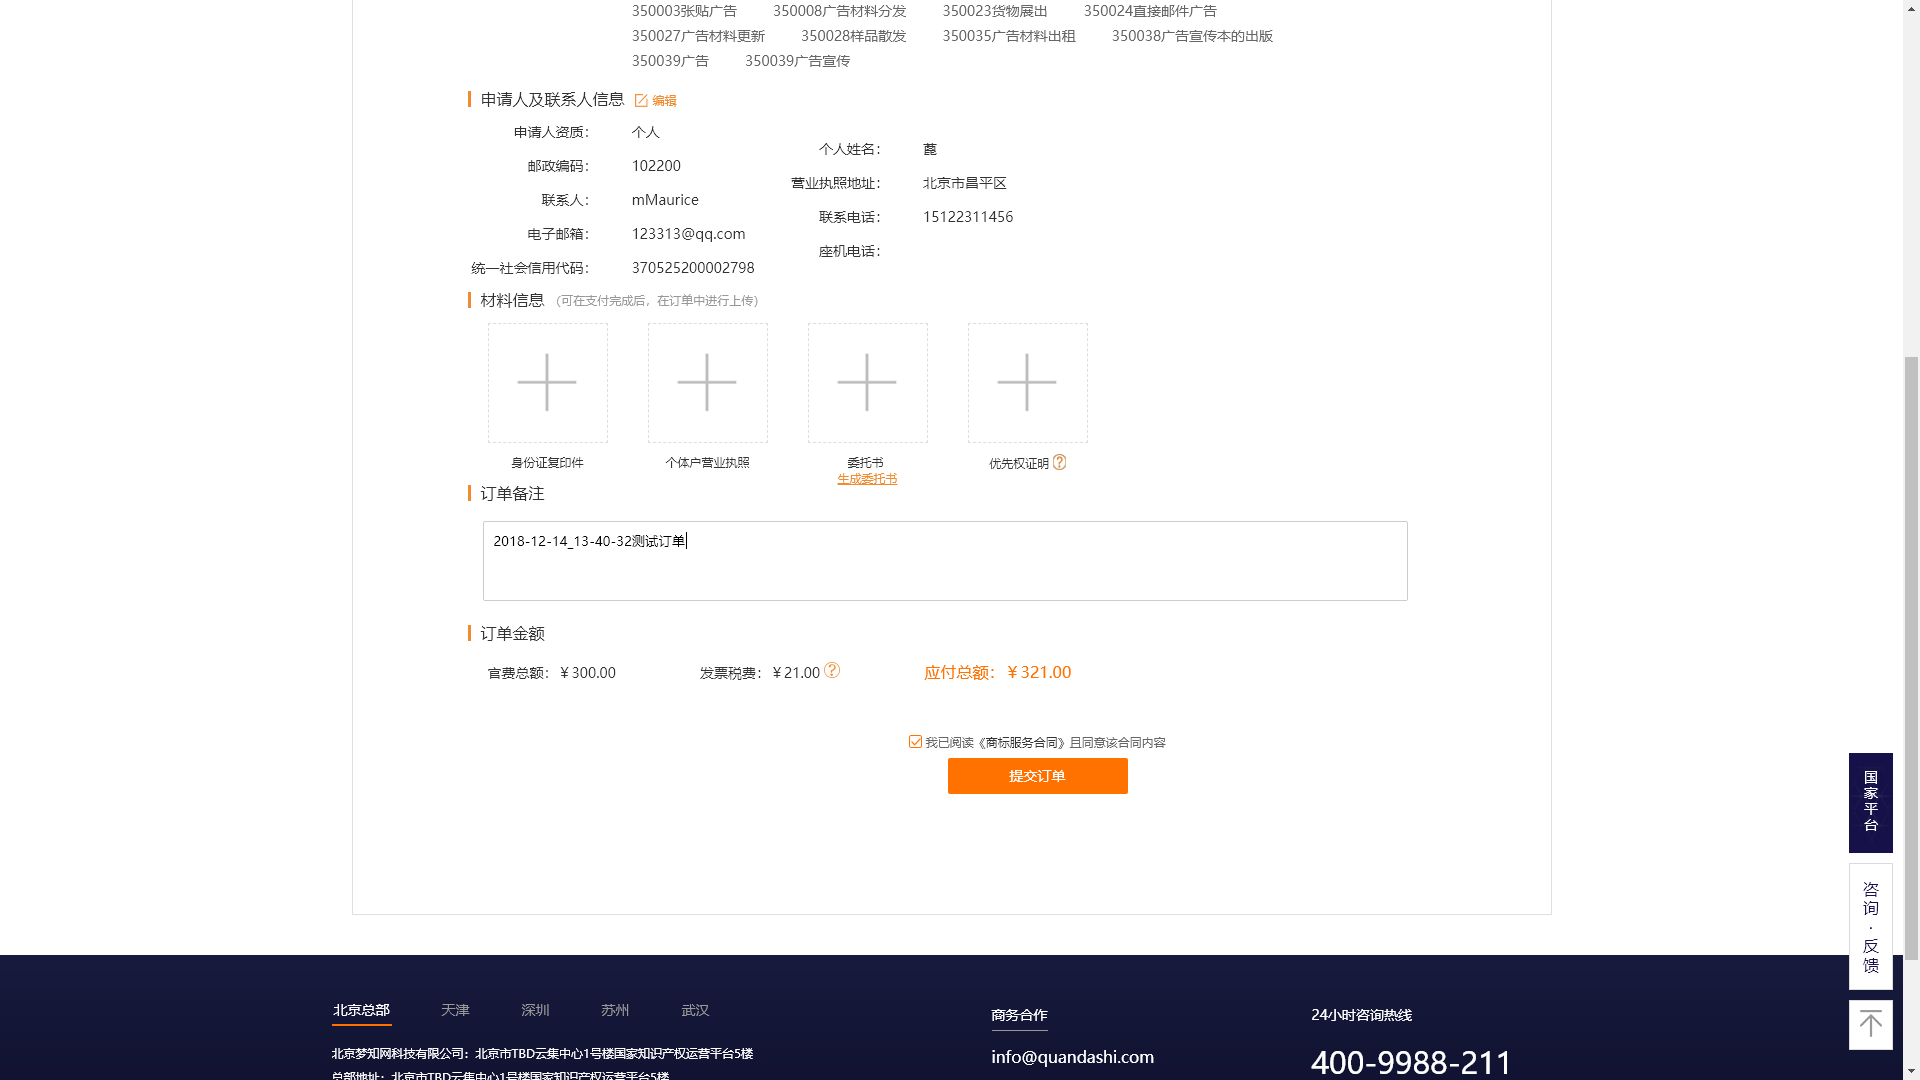 350003张贴广告 350008广告材料分发 350023货物展出 350024直接邮件广告
350027广告材料更新 350028样品散发 350035广告材料出租 350038广告宣传本的出版
350039广告 350039广告宣传
申请人及联系人信息 编辑
申请人资质： 个人
个人姓名： 蓖
邮政编码： 102200
营业执照地址： 北京市昌平区
联系人： mMaurice
联系电话： 15122311456
电子邮箱： 123313@qq.com
座机电话：
统一社会信用代码： 370525200002798
材料信息 （可在支付完成后，在订单中进行上传）
身份证复印件 个体户营业执照 委托书 优先权证明
生成委托书
订单备注
2018-12-14_13-40-32测试订单
订单金额
官费总额：￥300.00 发票税费：￥21.00 应付总额：￥321.00
我已阅读《商标服务合同》且同意该合同内容
提交订单
国家平台
咨询·反馈
北京总部 天津 深圳 苏州 武汉
商务合作
24小时咨询热线
北京梦知网科技有限公司：北京市TBD云集中心1号楼国家知识产权运营平台5楼
info@quandashi.com
400-9988-211
总部地址：北京市TBD云集中心1号楼国家知识产权运营平台5楼